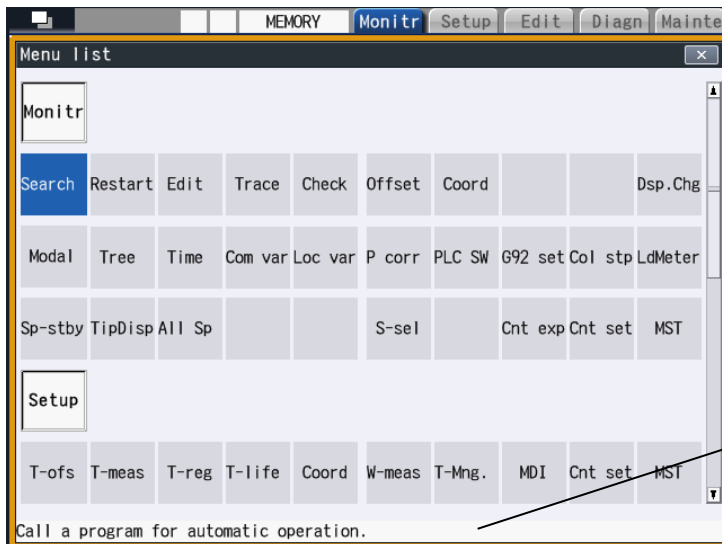 MEMORY Monitr Setup Edit Diagn Mainte
Menu list
Monitr
Search Restart Edit Trace Check Offset Coord Dsp.Chg
Modal Tree Time Com var Loc var P corr PLC SW G92 set Col stp LdMeter
Sp-stby TipDisp All Sp S-sel Cnt exp Cnt set MST
Setup
T-ofs T-meas T-reg T-life Coord W-meas T-Mng. MDI Cnt set MST
Call a program for automatic operation.